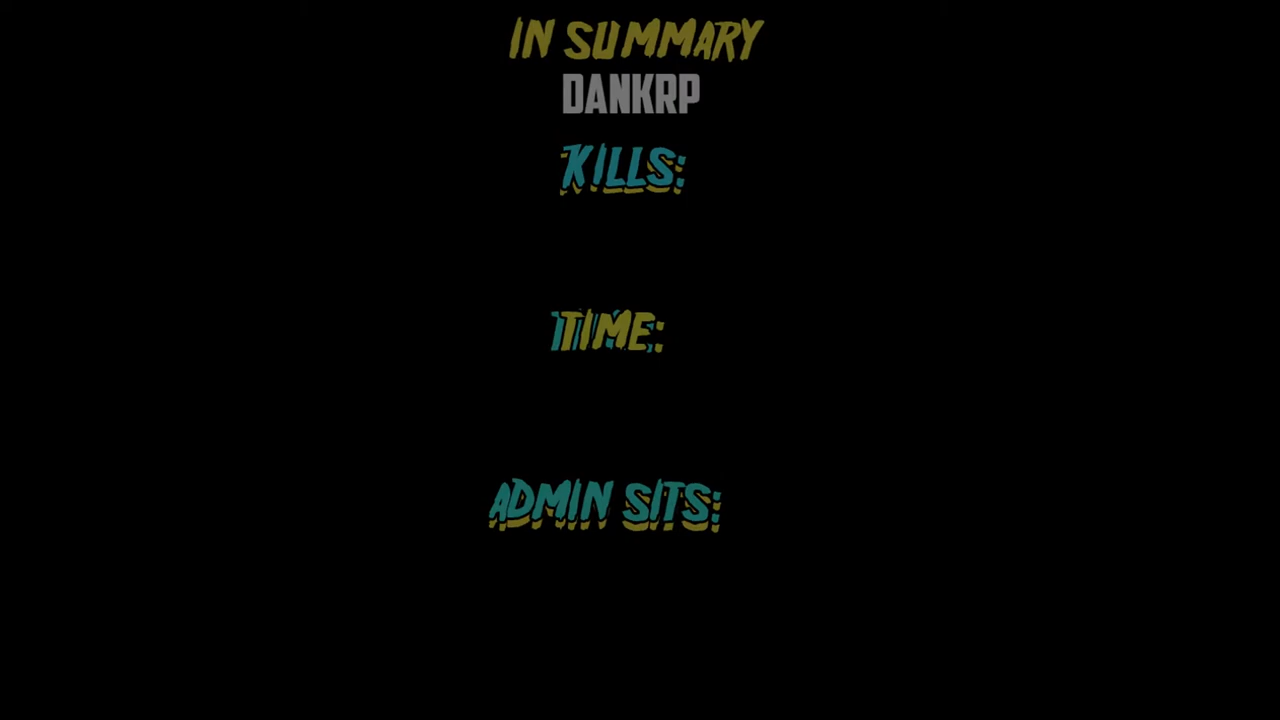 IN SUMMARY
DANKRP
KILLS:
TIME:
ADMIN SITS: